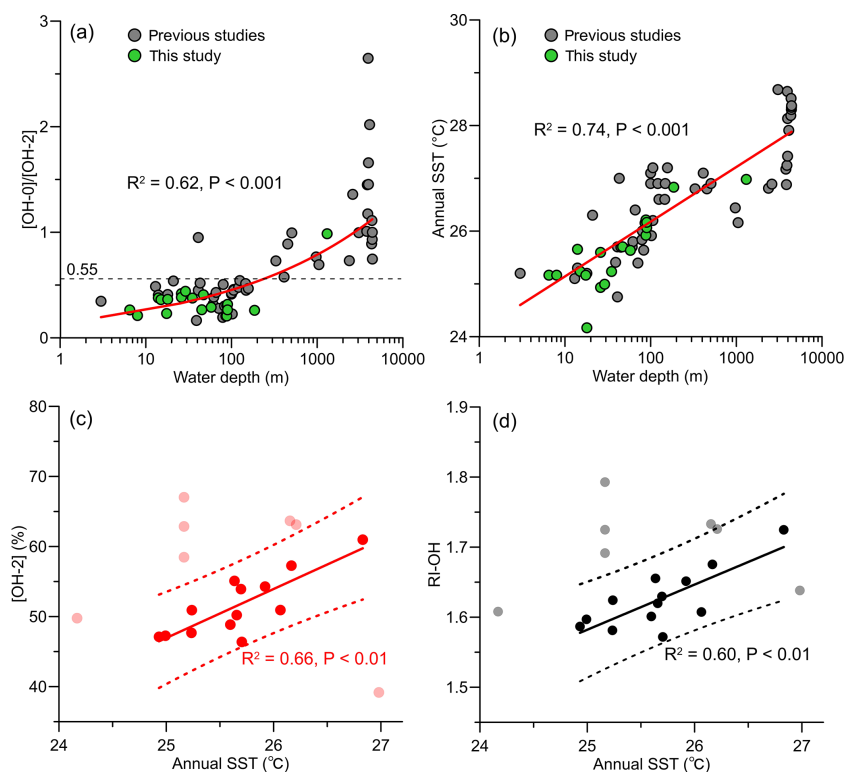 (a)
Previous studies
This study
R² = 0.62, P < 0.001
0.55
3
2
1
0
[OH-0]/[OH-2]
1 10 100 1000 10000
Water depth (m)
(b)
Previous studies
This study
R² = 0.74, P < 0.001
30
28
26
24
Annual SST (°C)
1 10 100 1000 10000
Water depth (m)
(c)
R² = 0.66, P < 0.01
80
70
60
50
40
[OH-2] (%)
24 25 26 27
Annual SST (°C)
(d)
R² = 0.60, P < 0.01
1.9
1.8
1.7
1.6
1.5
RI-OH
24 25 26 27
Annual SST (°C)